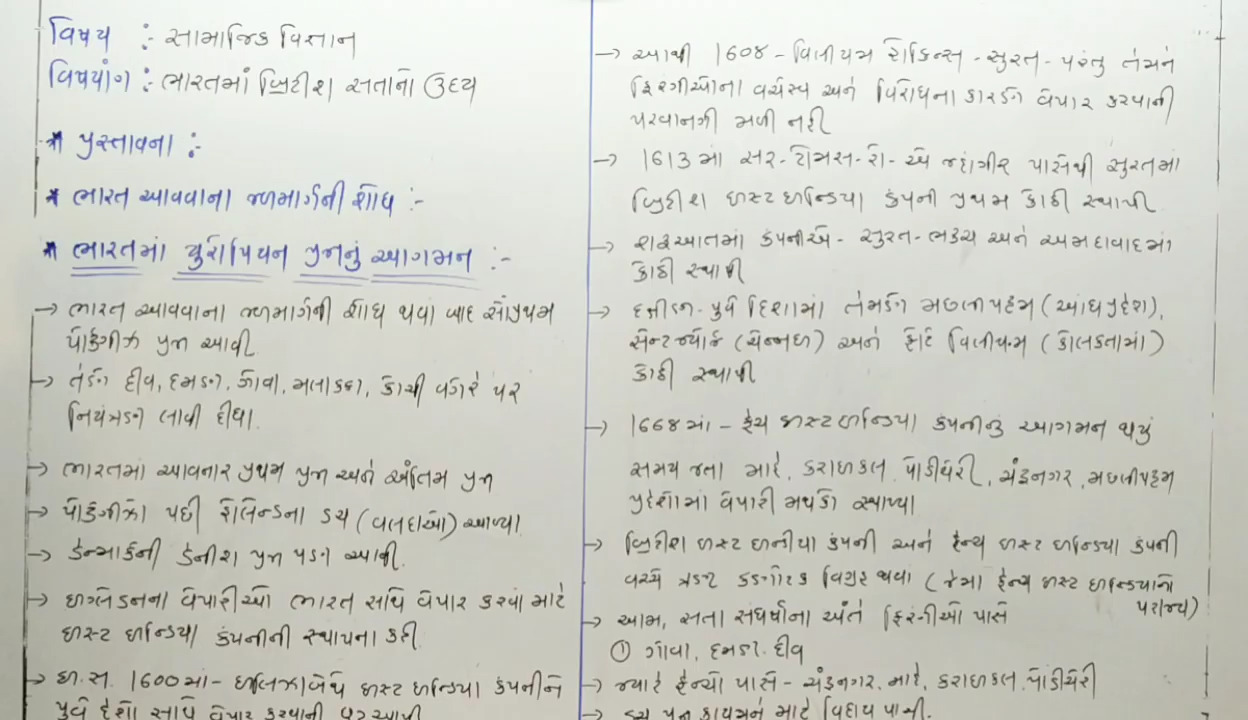 વિષય :- સામાજિક વિજ્ઞાન
વિષયાંગ :- ભારતમાં બ્રિટીશ સતાનો ઉદય
* પ્રસ્તાવના :-
* ભારત આવવાના જળમાર્ગની શોધ :-
* ભારતમાં યુરોપિયન પ્રજાનું આગમન :-
→ ભારત આવવાના જળમાર્ગની શોધ થવા બાદ સૌપ્રથમ
પોર્ટુગીઝ પ્રજા આવી.
→ તેણે દીવ, દમણ, ગોવા, મલાક્કા, કોચી વગેરે પર
નિયંત્રણ લાવી દીધા.
→ ભારતમાં આવનાર પ્રથમ પ્રજા અને અંતિમ પ્રજા
→ પોર્ટુગીઝો પછી હોલેન્ડના ડચ (વલંદાઓ) આવ્યા.
→ ડેન્માર્કની ડેનીશ પ્રજા પણ આવી.
→ ઇંગ્લેન્ડના વેપારીઓ ભારત સાથે વેપાર કરવા માટે
ઇસ્ટ ઇન્ડિયા કંપનીની સ્થાપના કરી
→ ઇ.સ. 1600માં - ઇલિઝાબેથે ઇસ્ટ ઇન્ડિયા કંપનીને
પુર્વ દેશો સાથે વેપાર કરવાની
→ આથી 1608 - વિલીયમ હોકિન્સ - સુરત - પરંતુ તેમને
ફિરંગીઓના વર્ચસ્વ અને વિરોધના કારણે વેપાર કરવાની
પરવાનગી મળી નહી
→ 1613માં સર-ટોમસ-રો-એ જહાંગીર પાસેથી સુરતમાં
બ્રિટીશ ઇસ્ટ ઇન્ડિયા કંપની પ્રથમ કોઠી સ્થાપી
→ શરૂઆતમાં કંપનીએ - સુરત-ભરુચ અને અમદાવાદમાં
કોઠી સ્થાપી
→ દક્ષીણ-પુર્વ દિશામાં તેમણે મછલીપટ્ટમ (આંધ્રપ્રદેશ),
સેન્ટ જ્યોર્જ (ચેન્નઇ) અને ફોર્ટ વિલીયમ (કોલકતામાં)
કોઠી સ્થાપી
→ 1668માં - ફ્રેંચ ઇસ્ટ ઇન્ડિયા કંપનીનું આગમન થયું
સમય જતા માહે, કરાઇકલ, પોંડીચેરી, ચંદ્રનગર, મછલીપટ્ટમ
પ્રદેશોમાં વેપારી મથકો સ્થાપ્યા
→ બ્રિટીશ ઇસ્ટ ઇન્ડીયા કંપની અને ફ્રેન્ચ ઇસ્ટ ઇન્ડિયા કંપની
વચ્ચે ત્રણ કર્ણાટક વિગ્રહ થયા (જેમાં ફ્રેન્ચ ઇસ્ટ ઇન્ડિયાનો
પરાજય)
→ આમ, સતા સંઘર્ષોના અંતે ફિરંગીઓ પાસે
① ગોવા, દમણ, દીવ
→ જ્યારે ફ્રેન્ચો પાસે - ચંદ્રનગર, માહે, કરાઇકલ, પોંડીચેરી
→ ડચ પ્રજા કાયમને માટે વિદાય પામી.